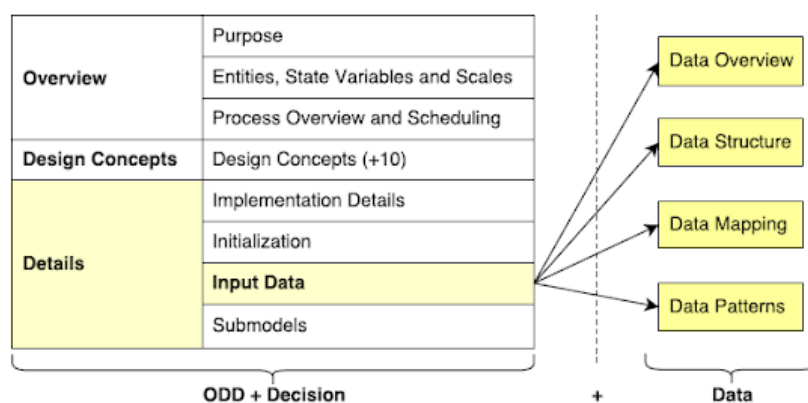 Overview
Purpose
Entities, State Variables and Scales
Process Overview and Scheduling
Design Concepts
Design Concepts (+10)
Details
Implementation Details
Initialization
Input Data
Submodels
Data Overview
Data Structure
Data Mapping
Data Patterns
ODD + Decision
+
Data